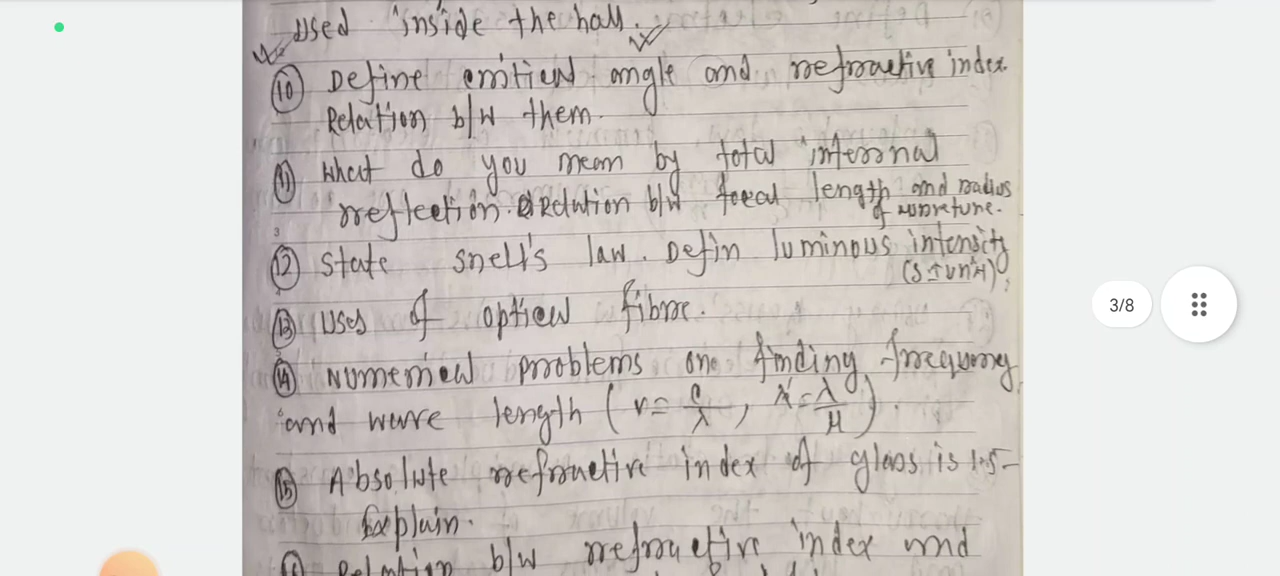 used inside the hall.
(10) Define critical angle and refractive index
Relation b/w them.
(11) What do you mean by total internal
reflection. Relation b/w focal length and radius
of
(12) State snell's law. Defin luminous intensity
(SI unit)
(13) Uses of optical fibre.
(14) Numerical problems on finding frequency
and wave length (ν = c/λ, λ' = λ/μ).
(15) Absolute refractive index of glass is 1.5-
Explain.
Relation b/w refractive index and
3/8